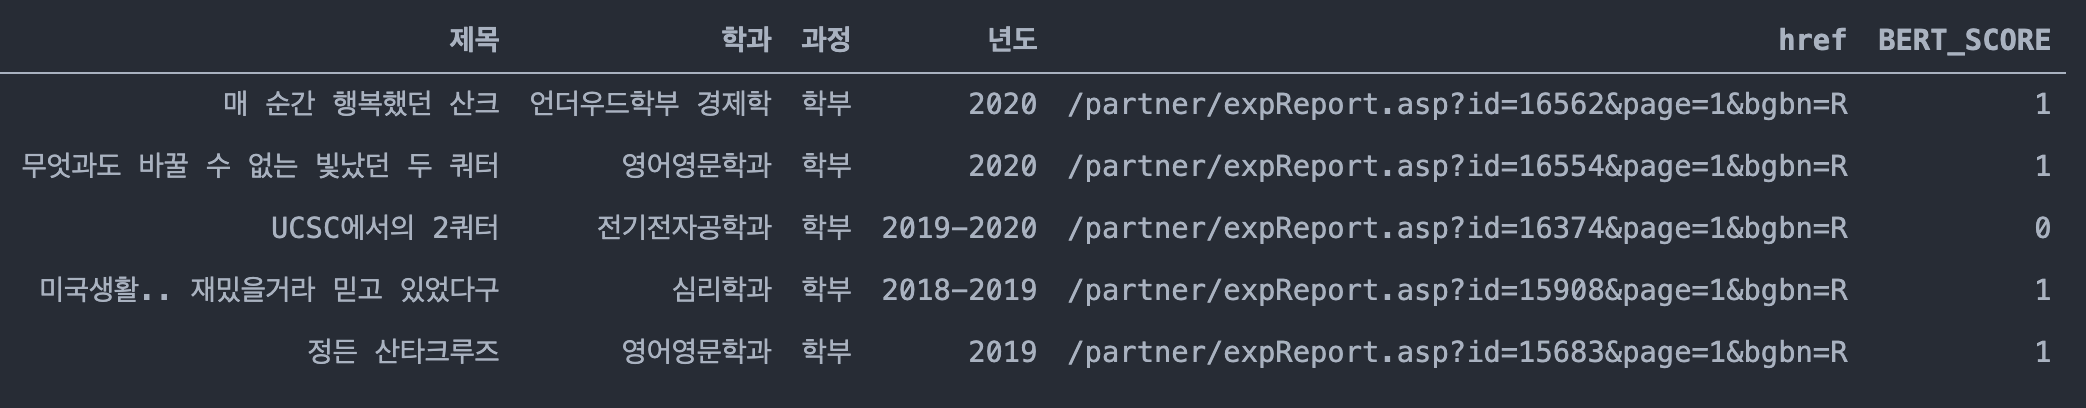 제목 학과 과정 년도 href BERT_SCORE
매 순간 행복했던 산크 언더우드학부 경제학 학부 2020 /partner/expReport.asp?id=16562&page=1&bgbn=R 1
무엇과도 바꿀 수 없는 빛났던 두 쿼터 영어영문학과 학부 2020 /partner/expReport.asp?id=16554&page=1&bgbn=R 1
UCSC에서의 2쿼터 전기전자공학과 학부 2019-2020 /partner/expReport.asp?id=16374&page=1&bgbn=R 0
미국생활.. 재밌을거라 믿고 있었다구 심리학과 학부 2018-2019 /partner/expReport.asp?id=15908&page=1&bgbn=R 1
정든 산타크루즈 영어영문학과 학부 2019 /partner/expReport.asp?id=15683&page=1&bgbn=R 1